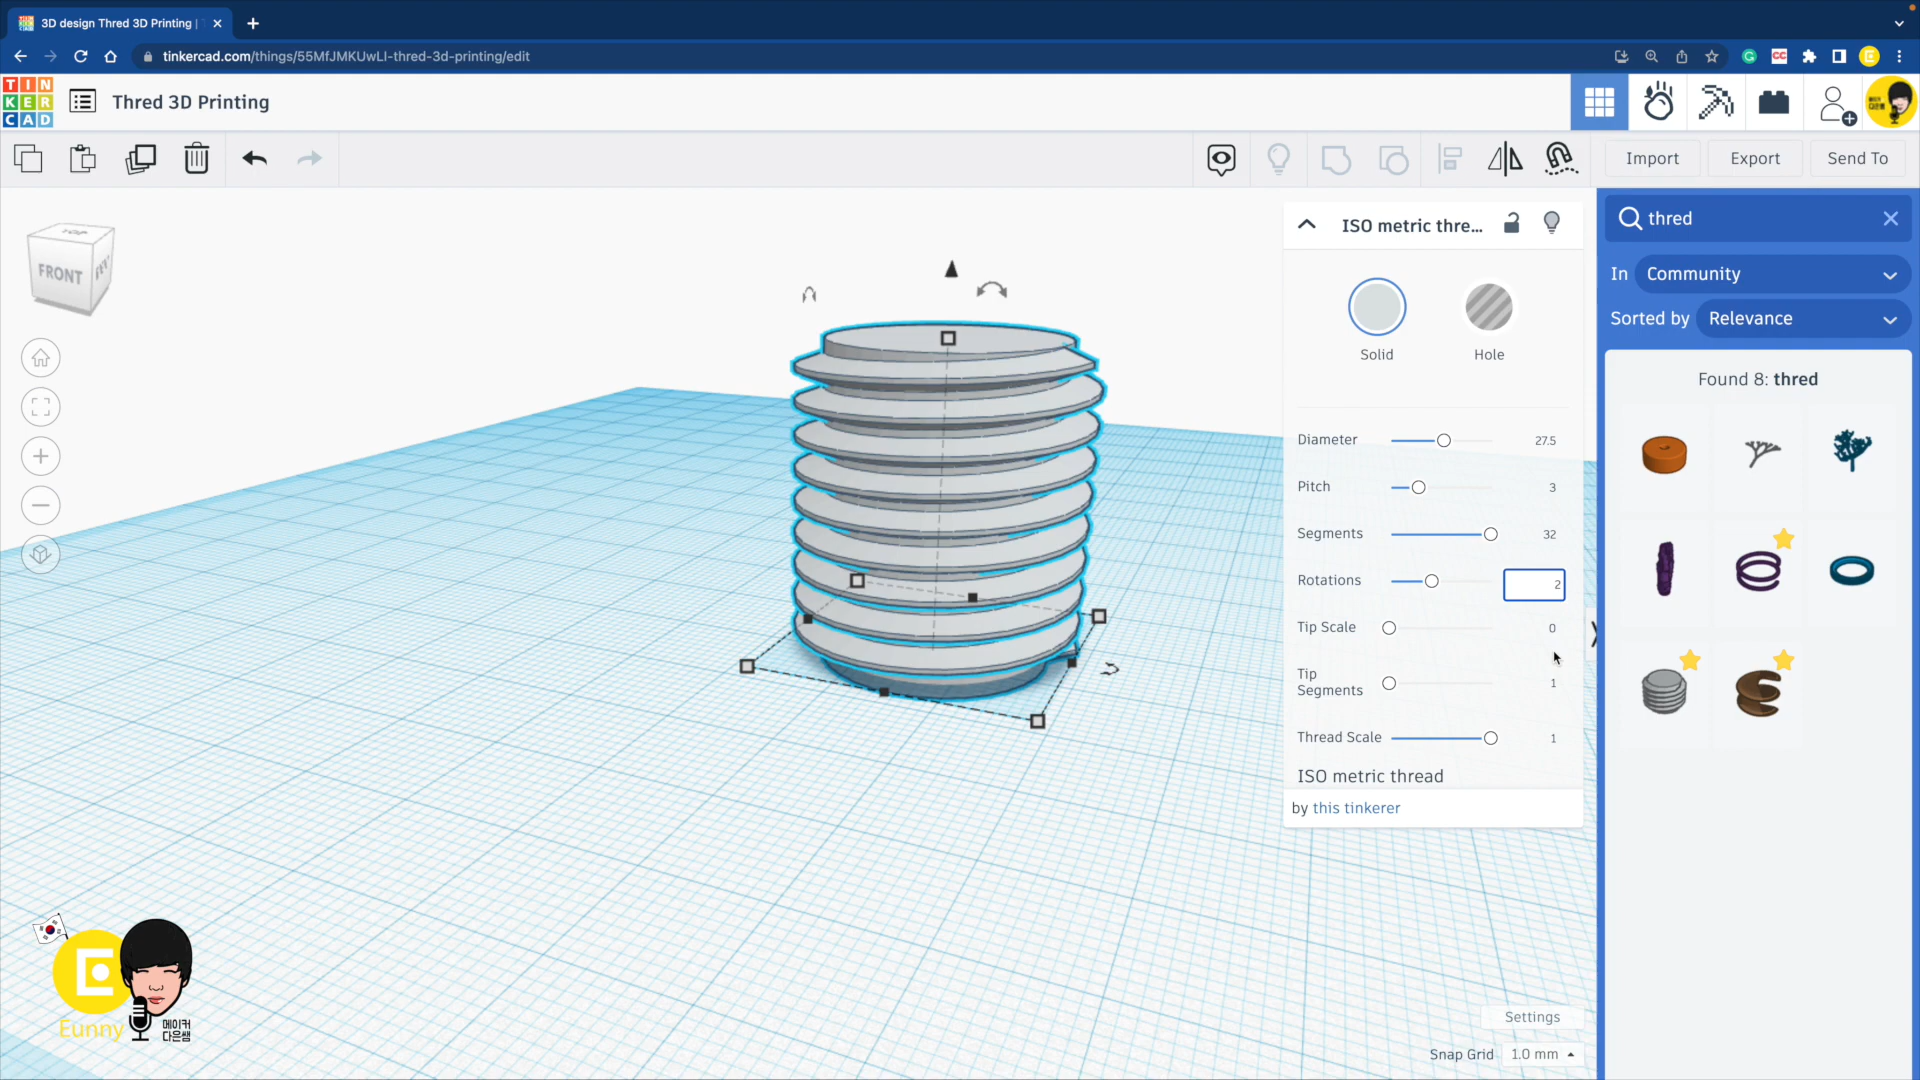 3D design Thred 3D Printing |
tinkercad.com/things/55MfJMKUwLI-thred-3d-printing/edit
CC
TIN
KER
CAD
Thred 3D Printing
Import
Export
Send To
TOP
FRONT
ISO metric thre...
Solid
Hole
Diameter 27.5
Pitch 3
Segments 32
Rotations 2
Tip Scale 0
Tip
Segments 1
Thread Scale 1
ISO metric thread
by this tinkerer
thred
In Community
Sorted by Relevance
Found 8: thred
Settings
Snap Grid 1.0 mm
Eunny
메이커
다은쌤